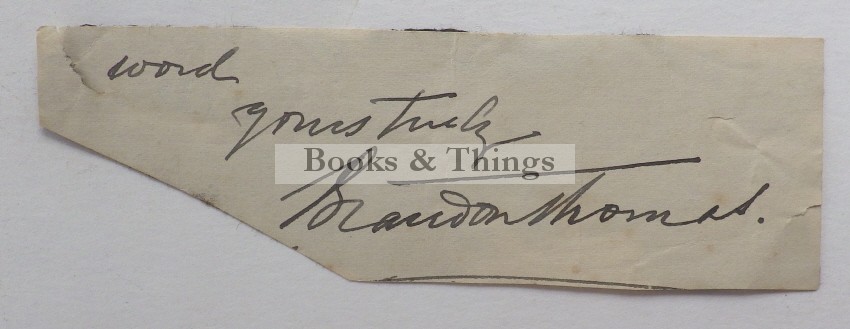 word
yours truly
Books & Things
Brandon Thomas.